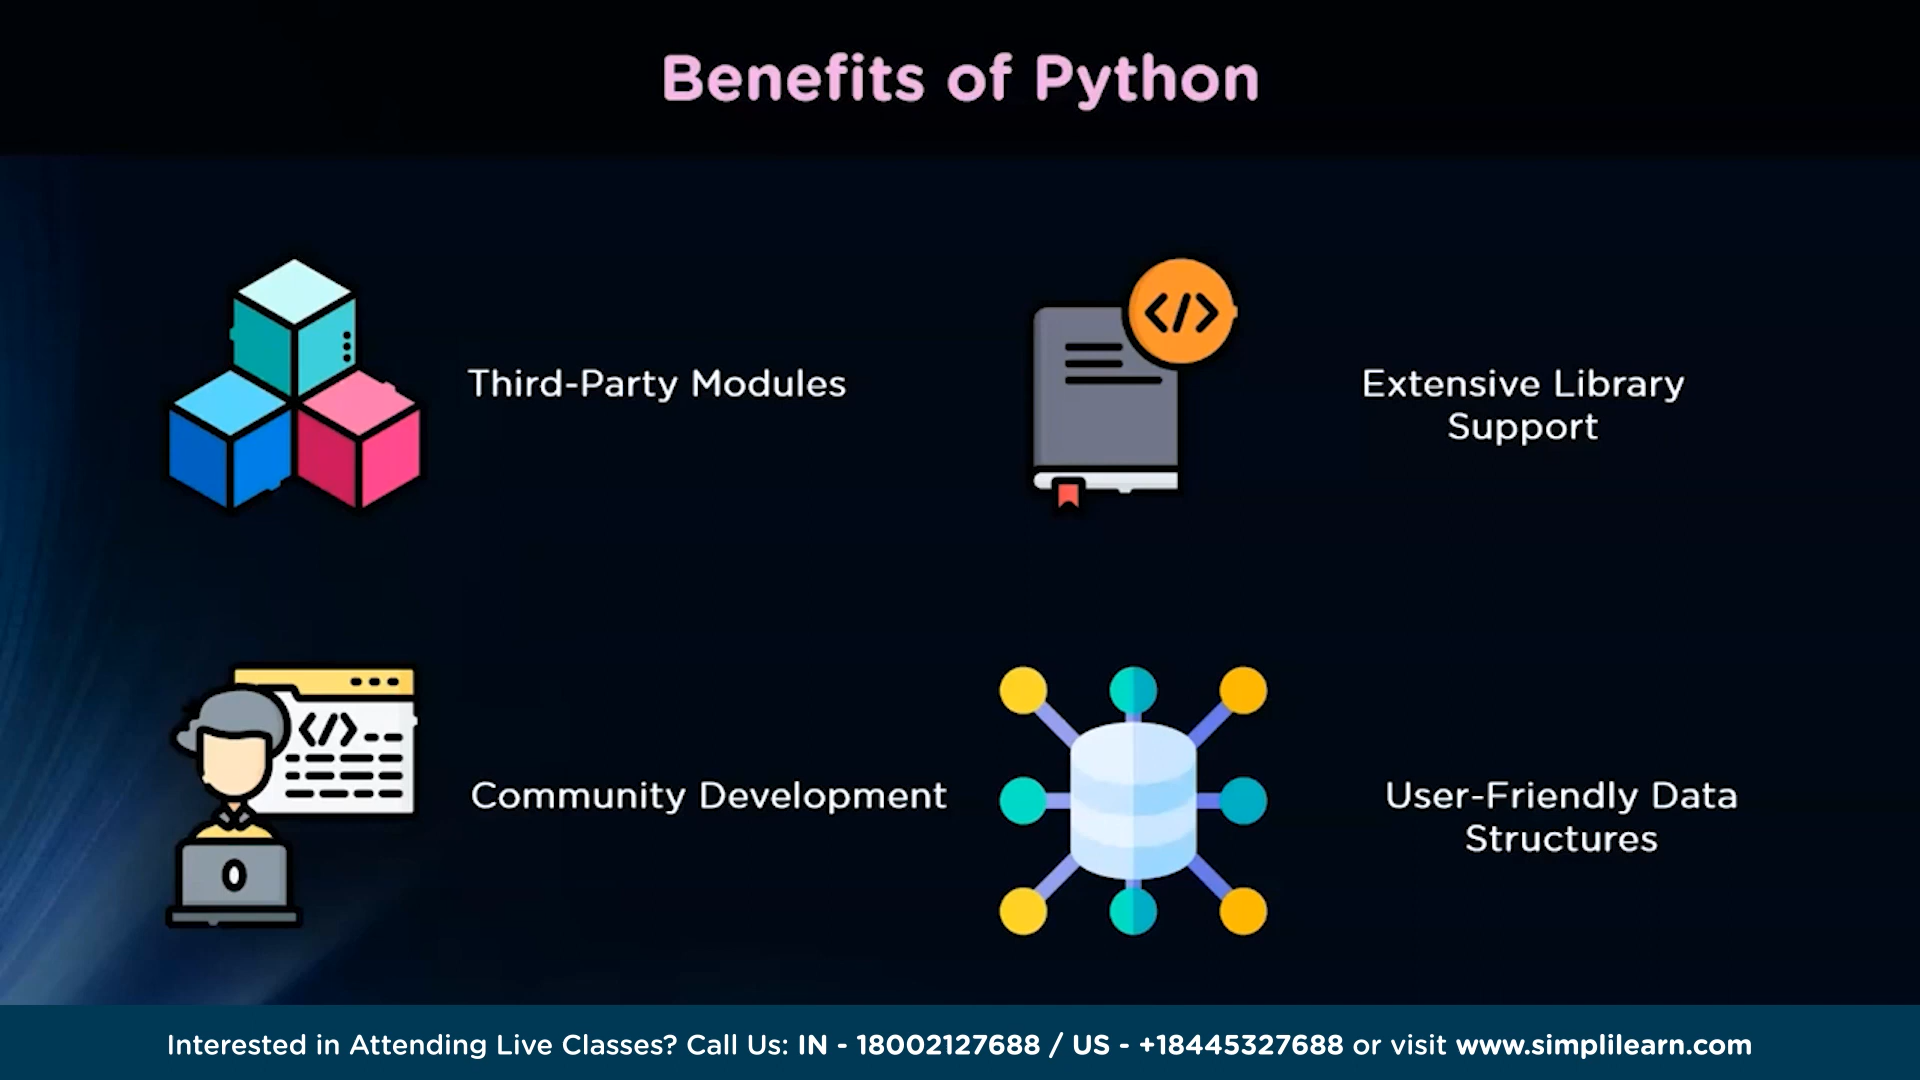 Benefits of Python
Third-Party Modules
Extensive Library
Support
Community Development
User-Friendly Data
Structures
Interested in Attending Live Classes? Call Us: IN - 18002127688 / US - +18445327688 or visit www.simplilearn.com